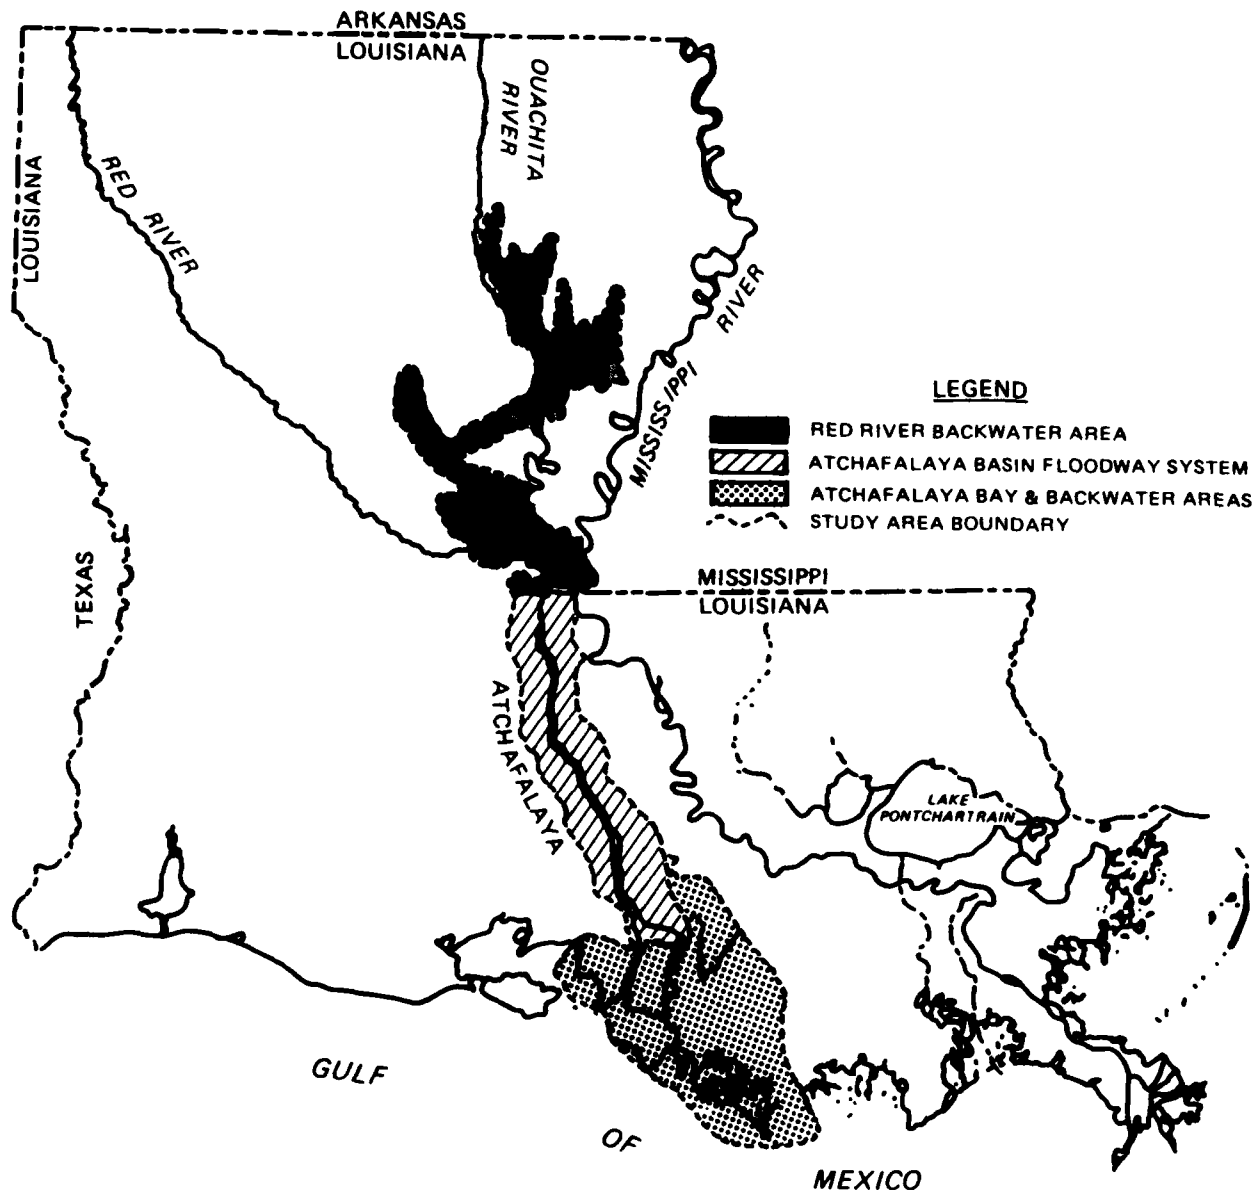 ARKANSAS
LOUISIANA
OUACHITA
RIVER
LOUISIANA
RED RIVER
MISSISSIPPI RIVER
LEGEND
RED RIVER BACKWATER AREA
ATCHAFALAYA BASIN FLOODWAY SYSTEM
ATCHAFALAYA BAY & BACKWATER AREAS
STUDY AREA BOUNDARY
TEXAS
MISSISSIPPI
LOUISIANA
ATCHAFALAYA
LAKE
PONTCHARTRAIN
GULF
OF
MEXICO